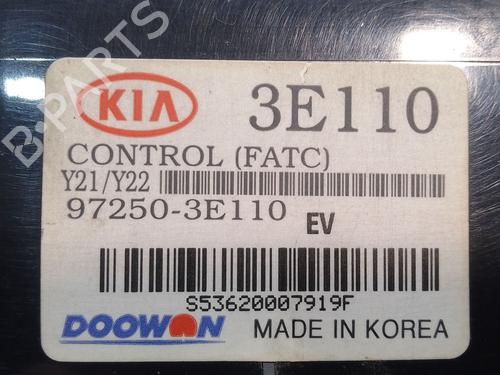 B-PARTS
KIA
3E110
CONTROL (FATC)
Y21/Y22
97250-3E110
EV
S53620007919F
DOOWON
MADE IN KOREA